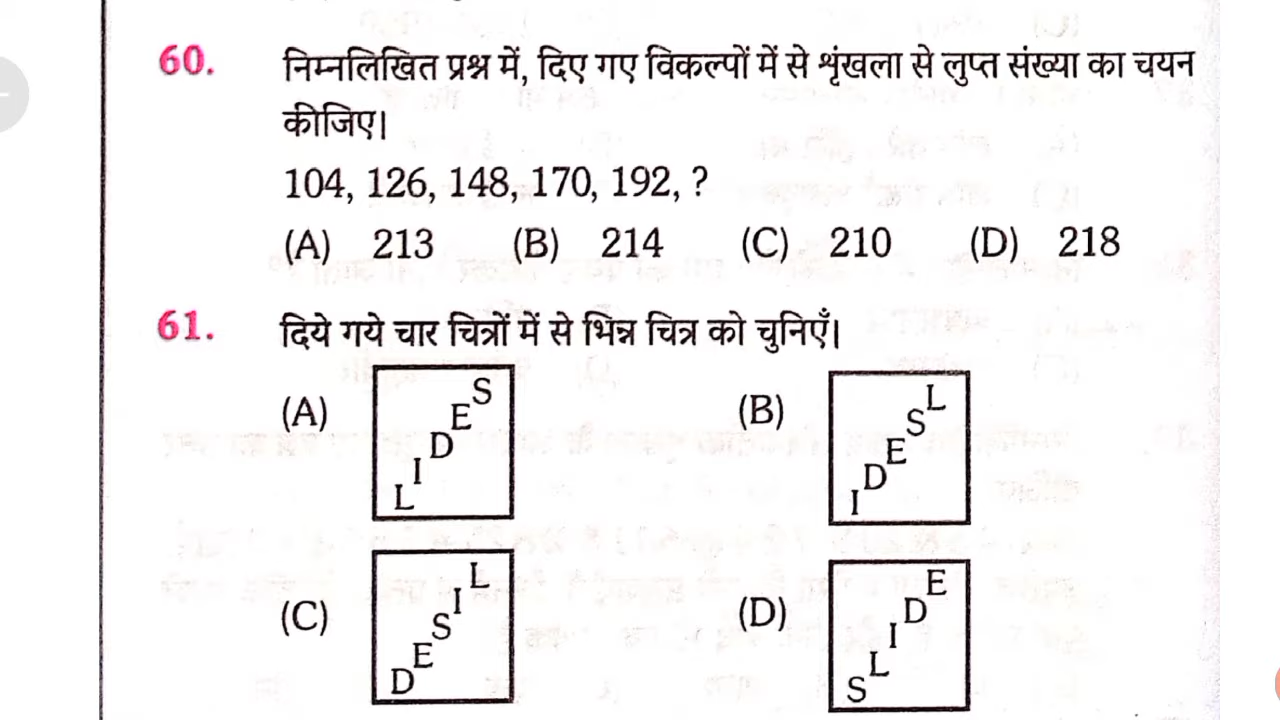 60. निम्नलिखित प्रश्न में, दिए गए विकल्पों में से शृंखला से लुप्त संख्या का चयन
कीजिए।
104, 126, 148, 170, 192, ?
(A) 213 (B) 214 (C) 210 (D) 218
61. दिये गये चार चित्रों में से भिन्न चित्र को चुनिएँ।
(A) L I D E S (B) I D E S L
(C) D E S I L (D) S L I D E